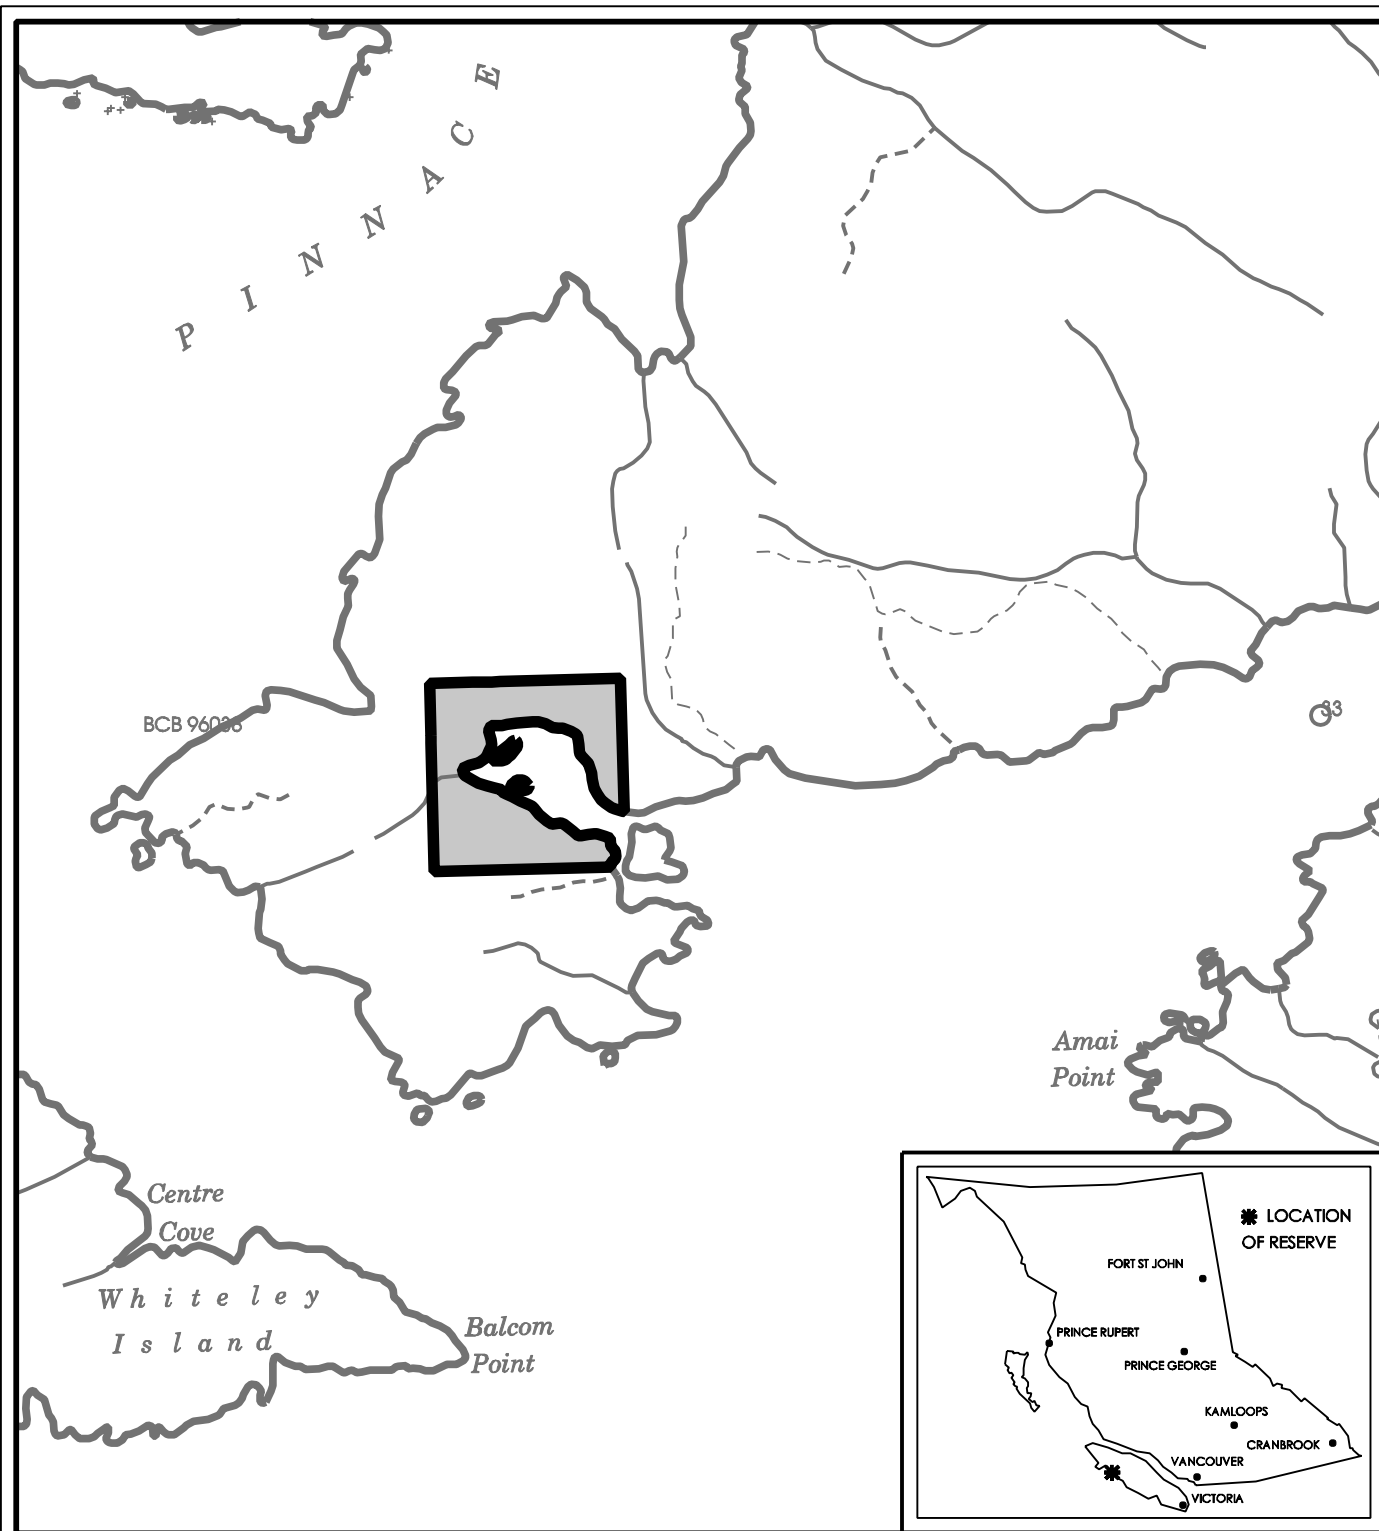 PINNACE
BCB 96036
33
Amai
Point
Centre
Cove
Whiteley
Island
Balcom
Point
LOCATION
OF RESERVE
FORT ST JOHN
PRINCE RUPERT
PRINCE GEORGE
KAMLOOPS
CRANBROOK
VANCOUVER
VICTORIA